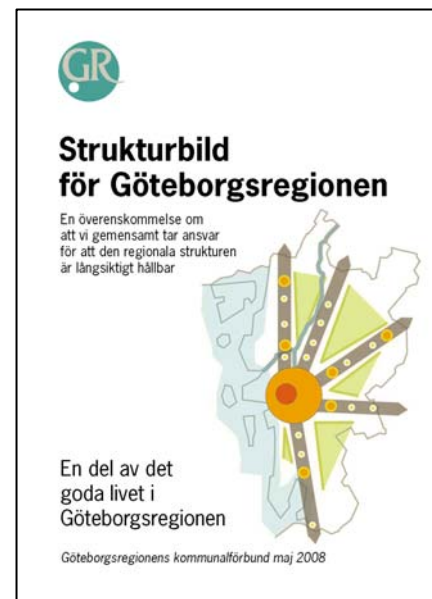 GR
Strukturbild
för Göteborgsregionen
En överenskommelse om
att vi gemensamt tar ansvar
för att den regionala strukturen
är långsiktigt hållbar
En del av det
goda livet i
Göteborgsregionen
Göteborgsregionens kommunalförbund maj 2008